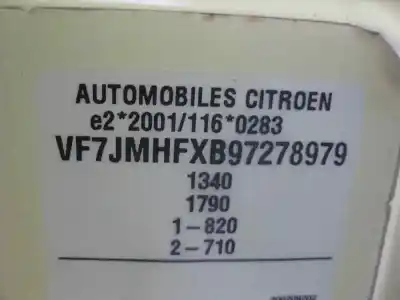 AUTOMOBILES CITROEN
e2*2001/116*0283
VF7JMHFXB97278979
1340
1790
1-820
2-710